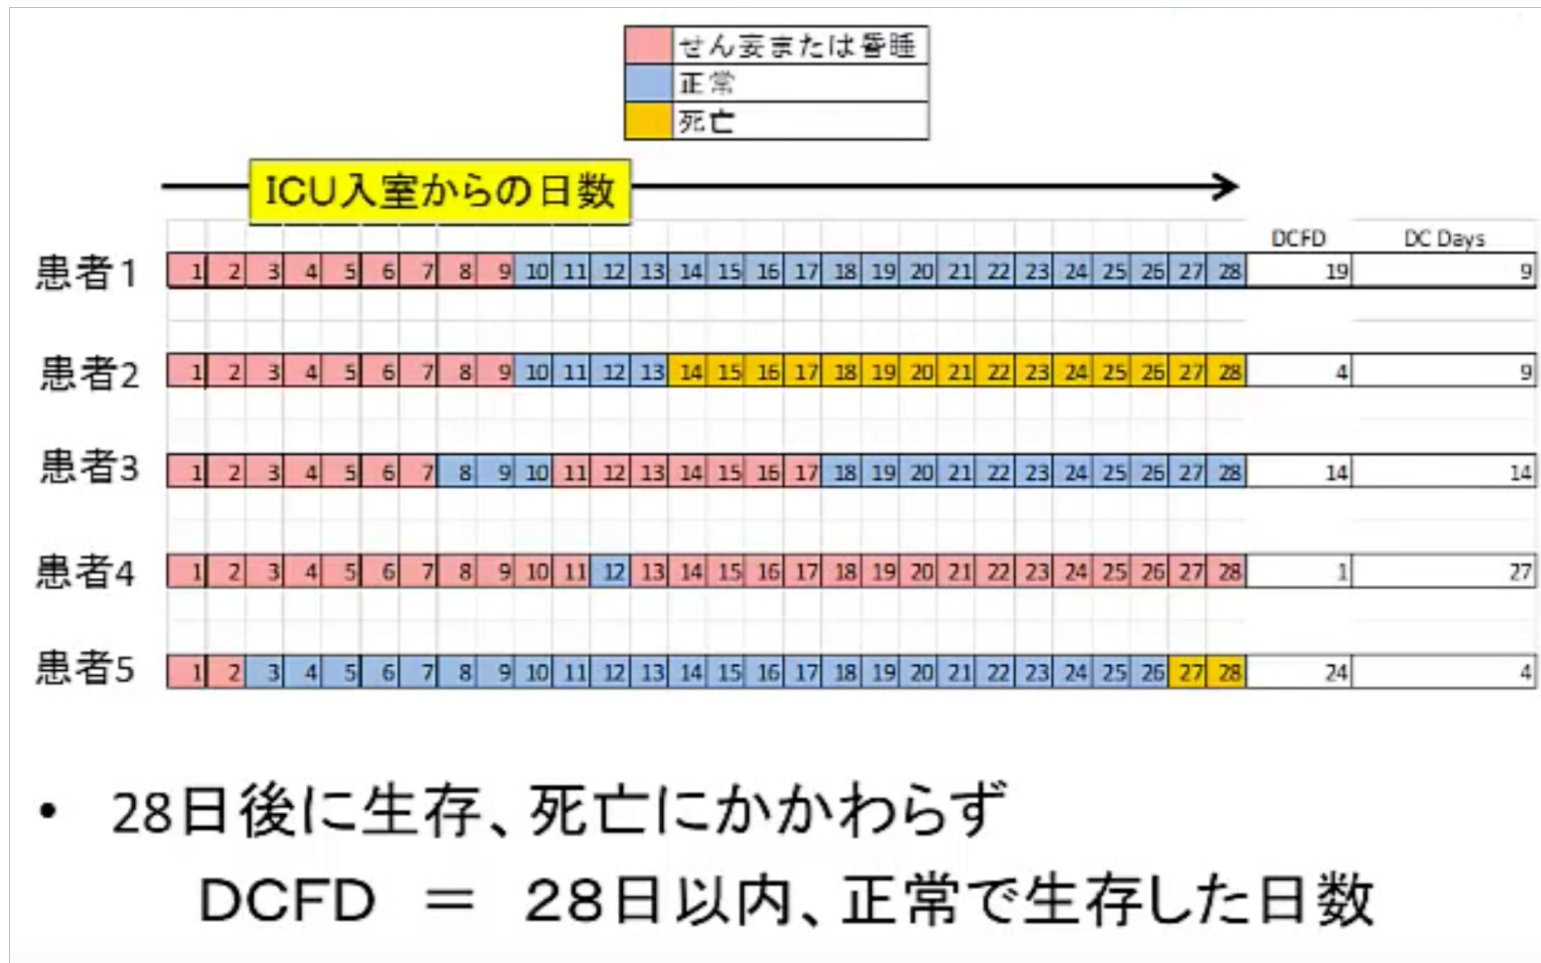 せん妄または昏睡
正常
死亡
ICU入室からの日数
DCFD DC Days
患者1 1 2 3 4 5 6 7 8 9 10 11 12 13 14 15 16 17 18 19 20 21 22 23 24 25 26 27 28 19 9
患者2 1 2 3 4 5 6 7 8 9 10 11 12 13 14 15 16 17 18 19 20 21 22 23 24 25 26 27 28 4 9
患者3 1 2 3 4 5 6 7 8 9 10 11 12 13 14 15 16 17 18 19 20 21 22 23 24 25 26 27 28 14 14
患者4 1 2 3 4 5 6 7 8 9 10 11 12 13 14 15 16 17 18 19 20 21 22 23 24 25 26 27 28 1 27
患者5 1 2 3 4 5 6 7 8 9 10 11 12 13 14 15 16 17 18 19 20 21 22 23 24 25 26 27 28 24 4
• 28日後に生存、死亡にかかわらず
DCFD = 28日以内、正常で生存した日数